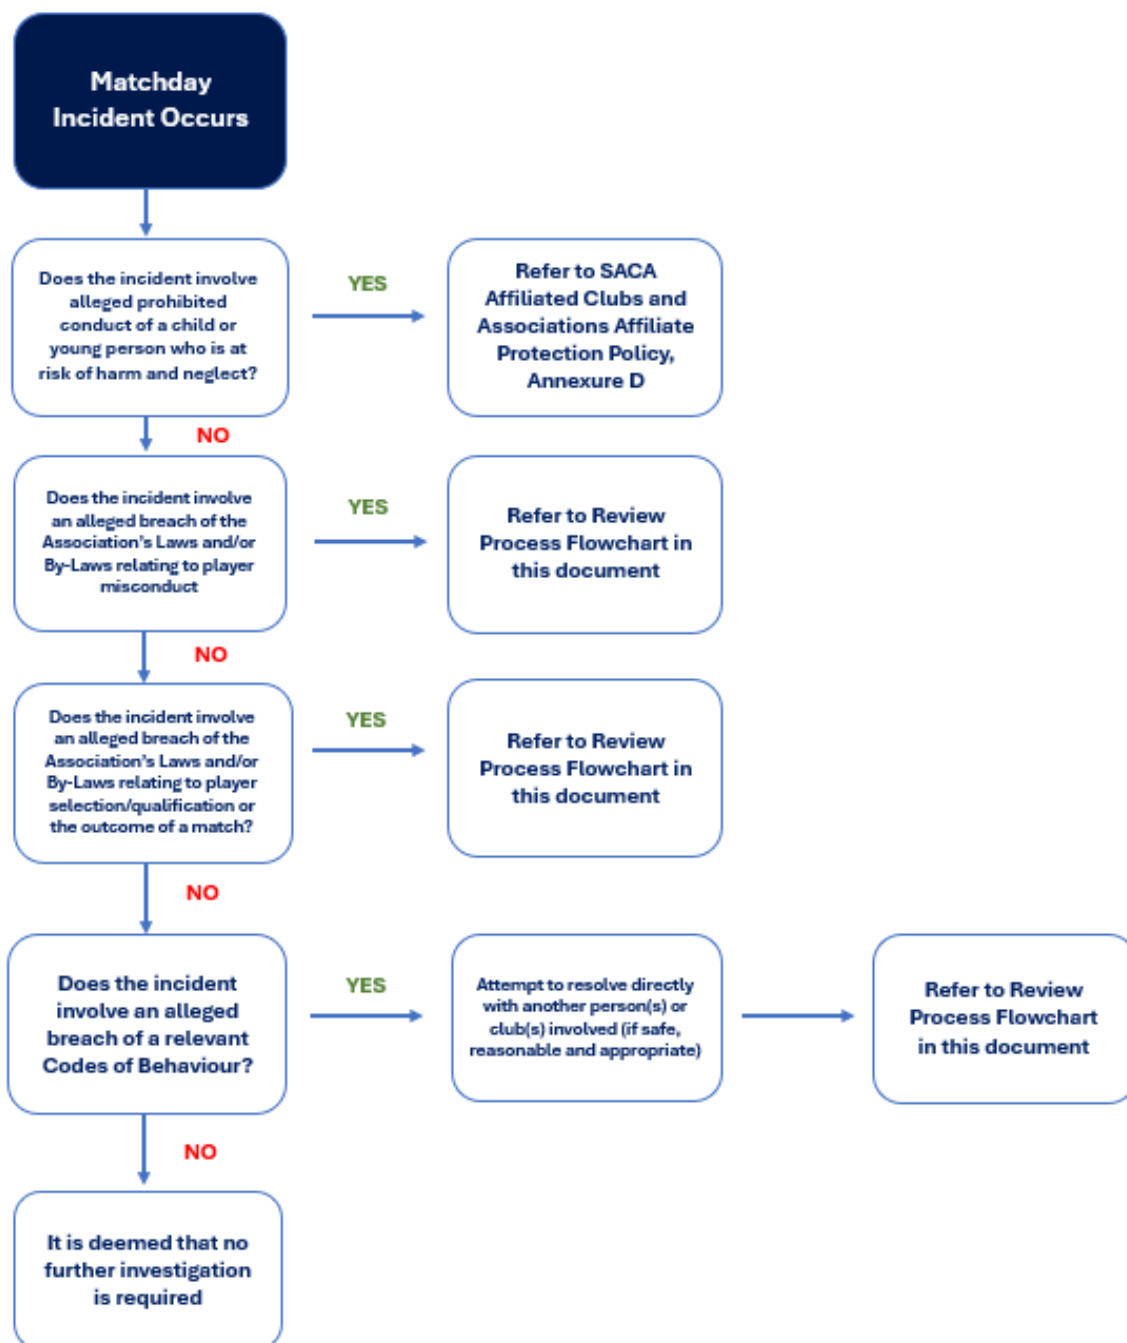 Matchday
Incident Occurs
Does the incident involve
alleged prohibited
conduct of a child or
young person who is at
risk of harm and neglect?
YES
Refer to SACA
Affiliated Clubs and
Associations Affiliate
Protection Policy,
Annexure D
NO
Does the incident involve
an alleged breach of the
Association's Laws and/or
By-Laws relating to player
misconduct
YES
Refer to Review
Process Flowchart in
this document
NO
Does the incident involve
an alleged breach of the
Association's Laws and/or
By-Laws relating to player
selection/qualification or
the outcome of a match?
YES
Refer to Review
Process Flowchart in
this document
NO
Does the incident
involve an alleged
breach of a relevant
Codes of Behaviour?
YES
Attempt to resolve directly
with another person(s) or
club(s) involved (if safe,
reasonable and appropriate)
Refer to Review
Process Flowchart
in this document
NO
It is deemed that no
further investigation
is required